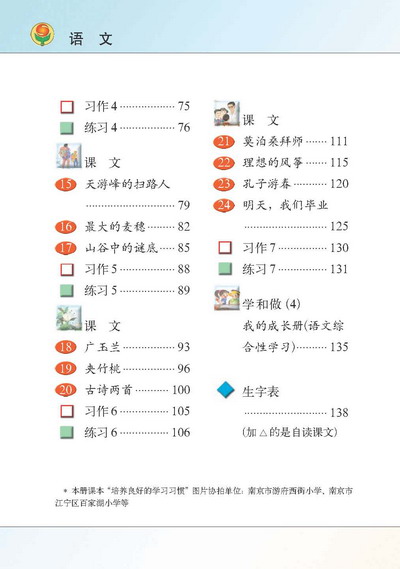 语 文
习作 4 ·················· 75
练习 4 ·················· 76
课 文
15 天游峰的扫路人
···························· 79
16 最大的麦穗 ········ 82
17 山谷中的谜底 ····· 85
习作 5 ·················· 88
练习 5 ·················· 89
课 文
18 广玉兰 ················· 93
19 夹竹桃 ················· 96
20 古诗两首 ··········· 100
习作 6 ················ 105
练习 6 ················ 106
课 文
21 莫泊桑拜师 ······· 111
22 理想的风筝 ······ 115
23 孔子游春 ·········· 120
24 明天，我们毕业
·························· 125
习作 7 ················ 130
练习 7 ················ 131
学和做 (4)
我的成长册(语文综
合性学习) ·········· 135
生字表
·························· 138
(加 △ 的是自读课文)
* 本册课本“培养良好的学习习惯”图片协拍单位：南京市游府西街小学、南京市
江宁区百家湖小学等